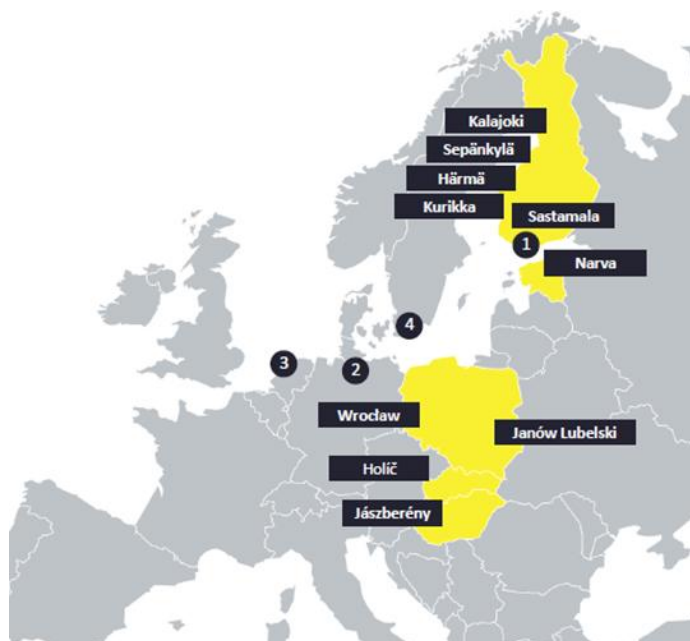 Kalajoki
Sepänkylä
Härmä
Kurikka
Sastamala
1
Narva
4
3
2
Wrocław
Janów Lubelski
Holíč
Jászberény